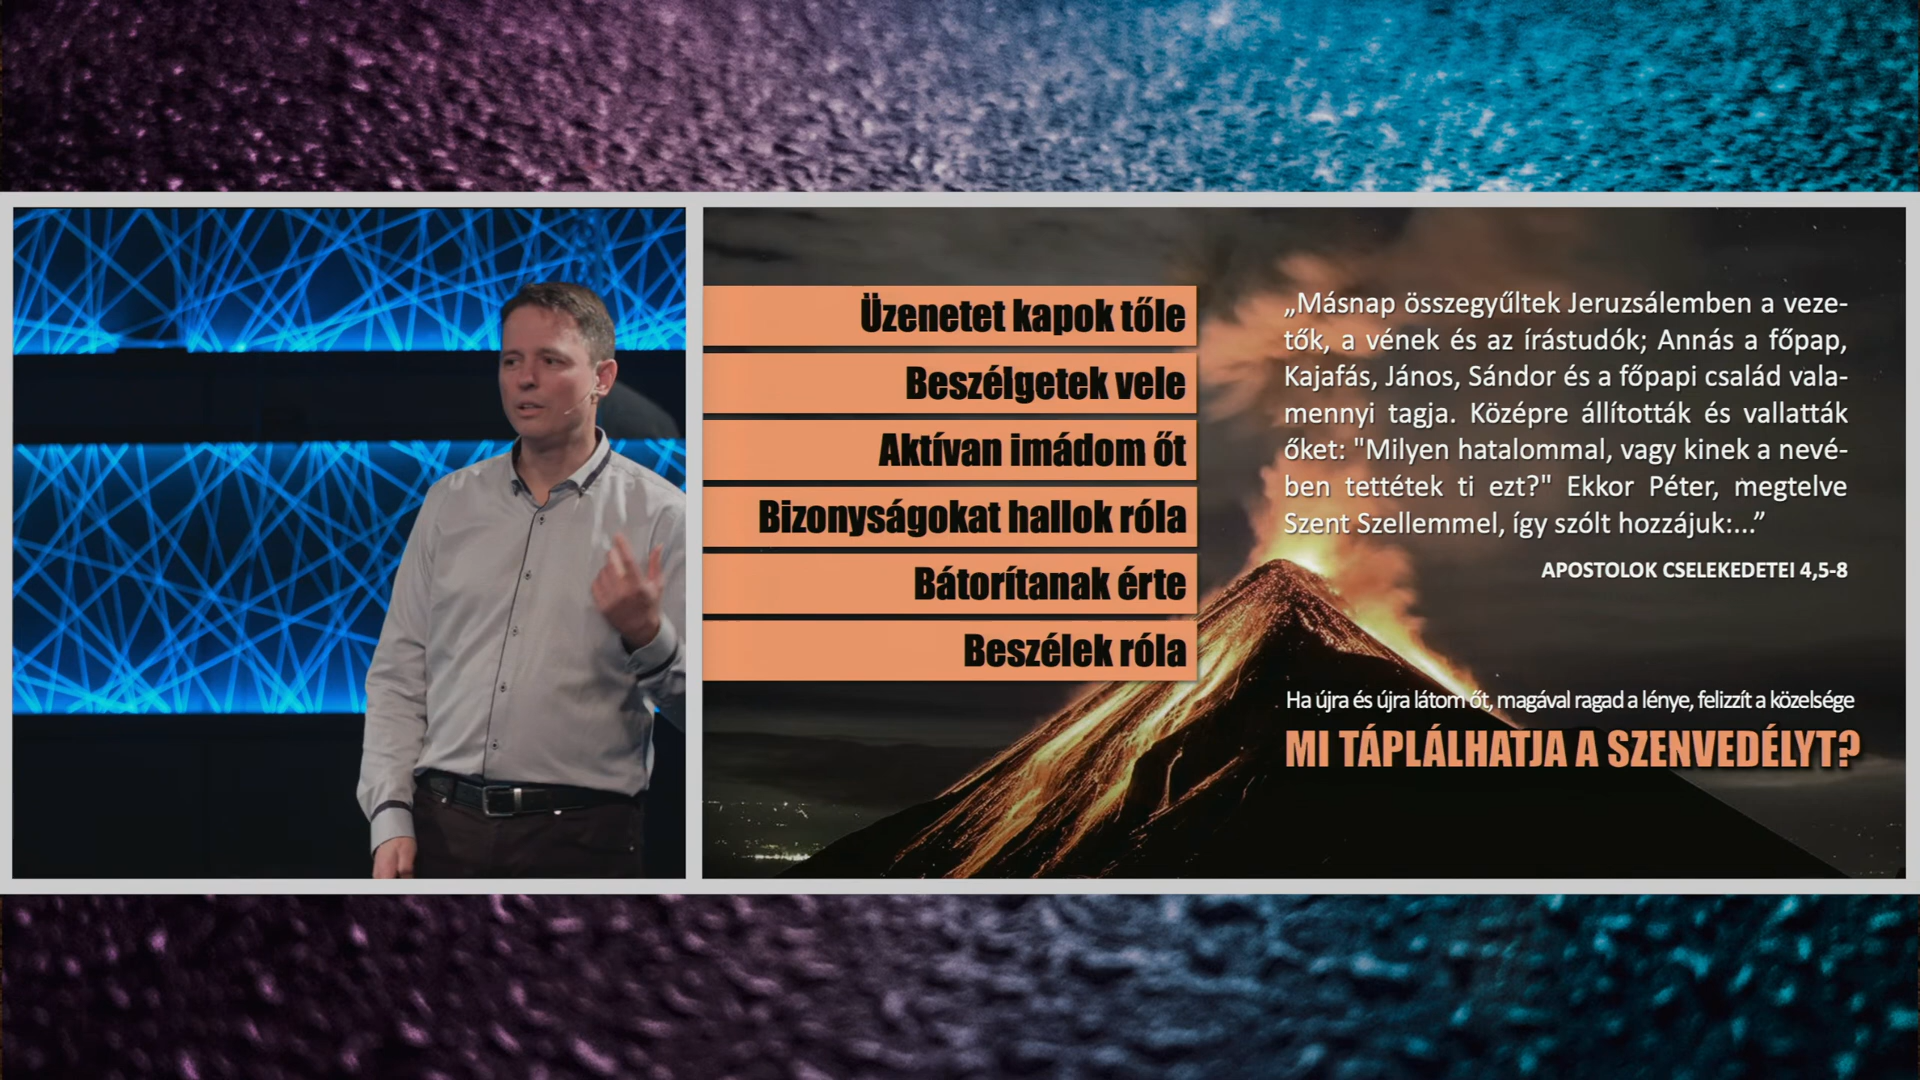 Üzenetet kapok tőle
Beszélgetek vele
Aktívan imádom őt
Bizonyságokat hallok róla
Bátorítanak érte
Beszélek róla
„Másnap összegyűltek Jeruzsálemben a veze-
tők, a vének és az írástudók; Annás a főpap,
Kajafás, János, Sándor és a főpapi család vala-
mennyi tagja. Középre állították és vallatták
őket: "Milyen hatalommal, vagy kinek a nevé-
ben tettétek ti ezt?" Ekkor Péter, megtelve
Szent Szellemmel, így szólt hozzájuk:...”
APOSTOLOK CSELEKEDETEI 4,5-8
Ha újra és újra látom őt, magával ragad a lénye, felizzít a közelsége
MI TÁPLÁLHATJA A SZENVEDÉLYT?